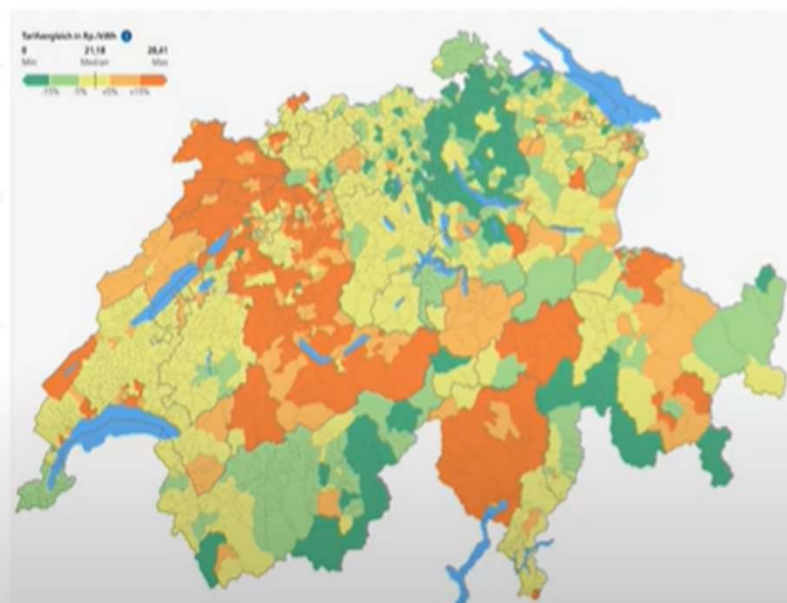 Tarifvergleich in Rp./kWh i
0 21,18 28,41
Min Median Max
-15% -5% +5% +15%